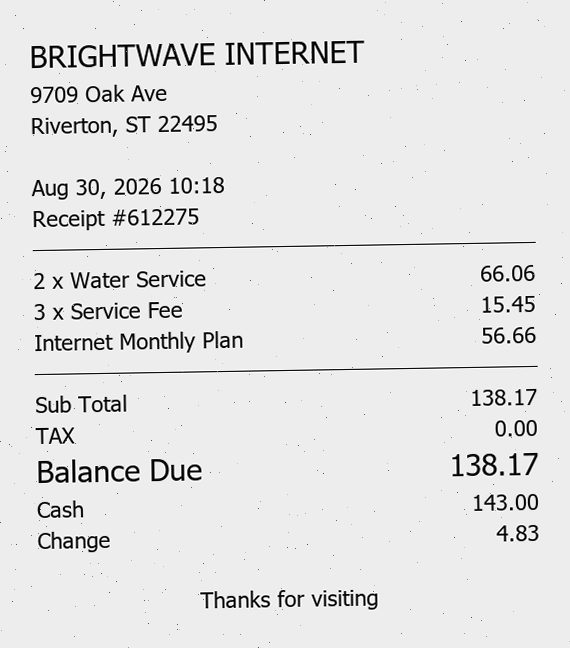 BRIGHTWAVE INTERNET
9709 Oak Ave
Riverton, ST 22495
Aug 30, 2026 10:18
Receipt #612275
2 x Water Service 66.06
3 x Service Fee 15.45
Internet Monthly Plan 56.66
Sub Total 138.17
TAX 0.00
Balance Due 138.17
Cash 143.00
Change 4.83
Thanks for visiting